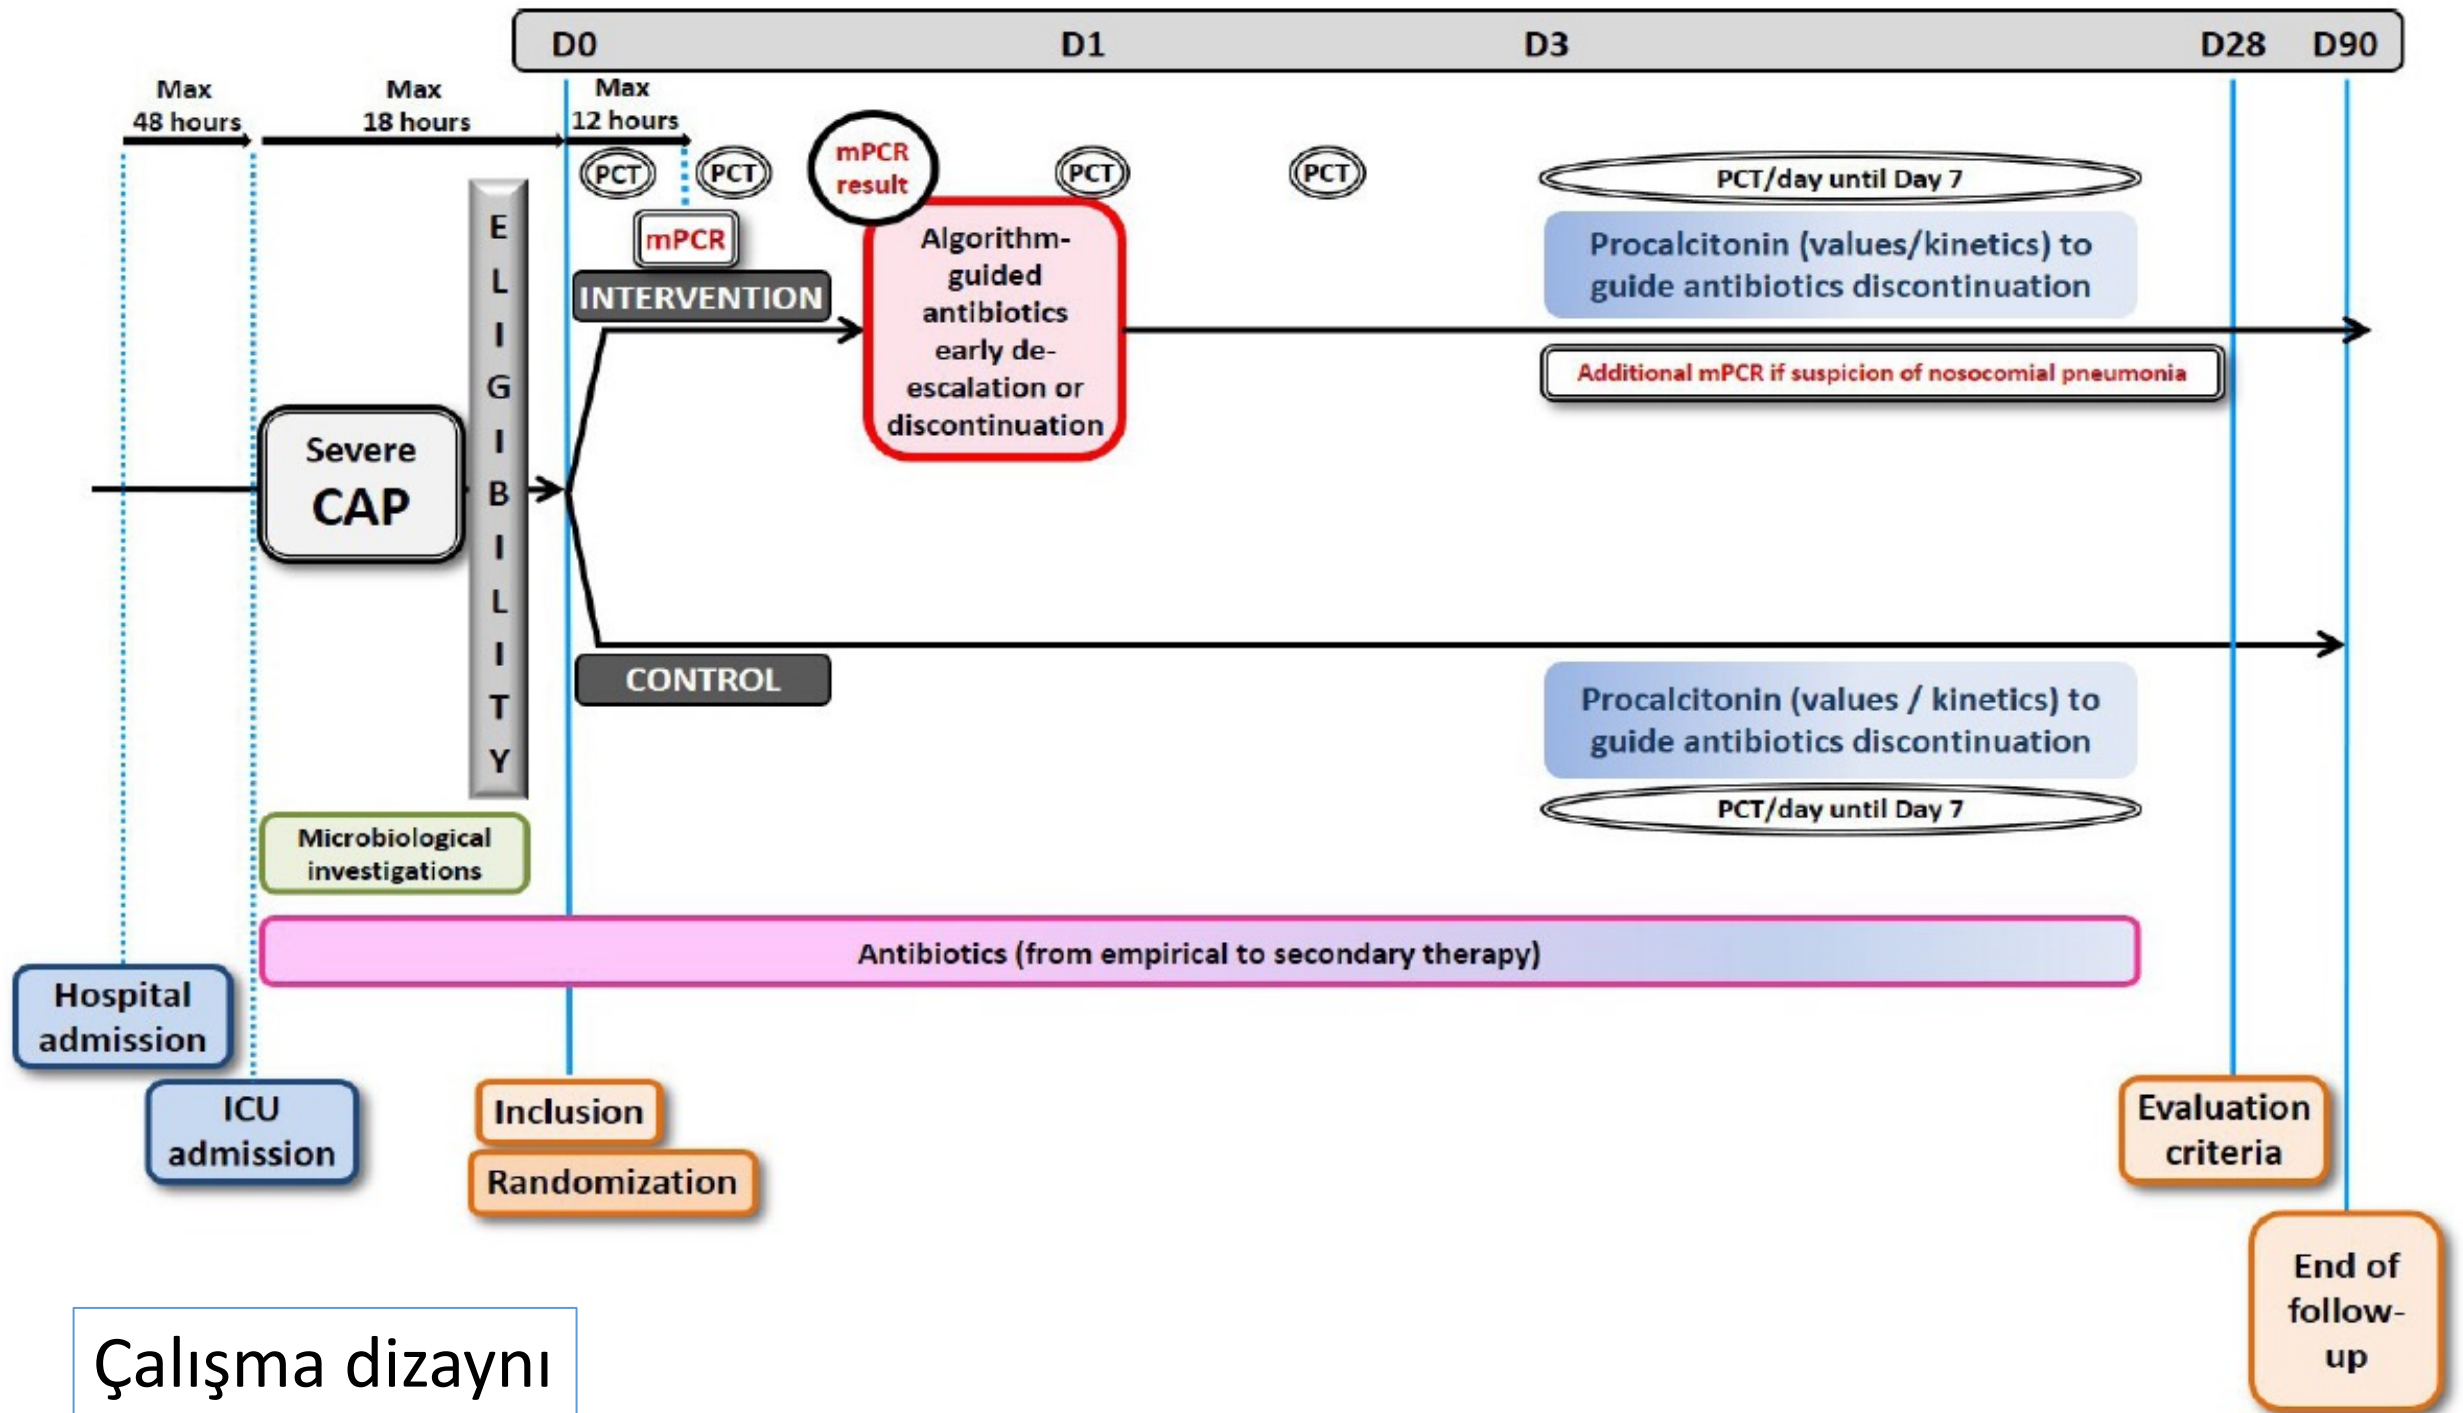 D0 D1 D3 D28 D90
Max
48 hours
Max
18 hours
Max
12 hours
PCT
PCT
mPCR
result
PCT
PCT
PCT/day until Day 7
mPCR
INTERVENTION
Algorithm-
guided
antibiotics
early de-
escalation or
discontinuation
Procalcitonin (values/kinetics) to
guide antibiotics discontinuation
Additional mPCR if suspicion of nosocomial pneumonia
Severe
CAP
E
L
I
G
I
B
I
L
I
T
Y
CONTROL
Procalcitonin (values / kinetics) to
guide antibiotics discontinuation
PCT/day until Day 7
Microbiological
investigations
Antibiotics (from empirical to secondary therapy)
Hospital
admission
ICU
admission
Inclusion
Randomization
Evaluation
criteria
End of
follow-
up
Çalışma dizaynı